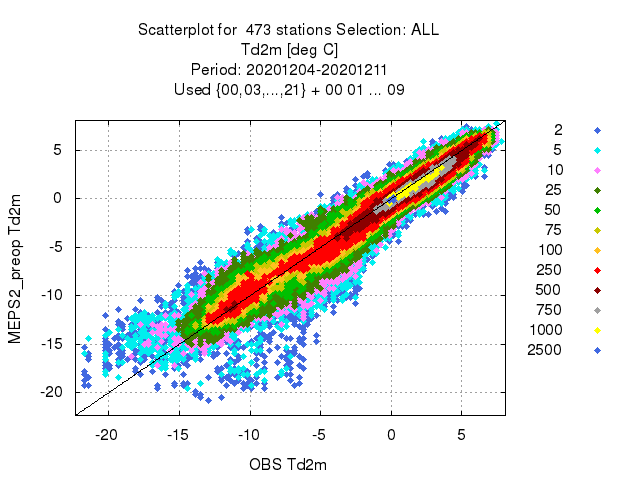 Scatterplot for 473 stations Selection: ALL
Td2m [deg C]
Period: 20201204-20201211
Used {00,03,...,21} + 00 01 ... 09
5
0
-5
-10
-15
-20
MEPS2_preop Td2m
-20 -15 -10 -5 0 5
OBS Td2m
2
5
10
25
50
75
100
250
500
750
1000
2500